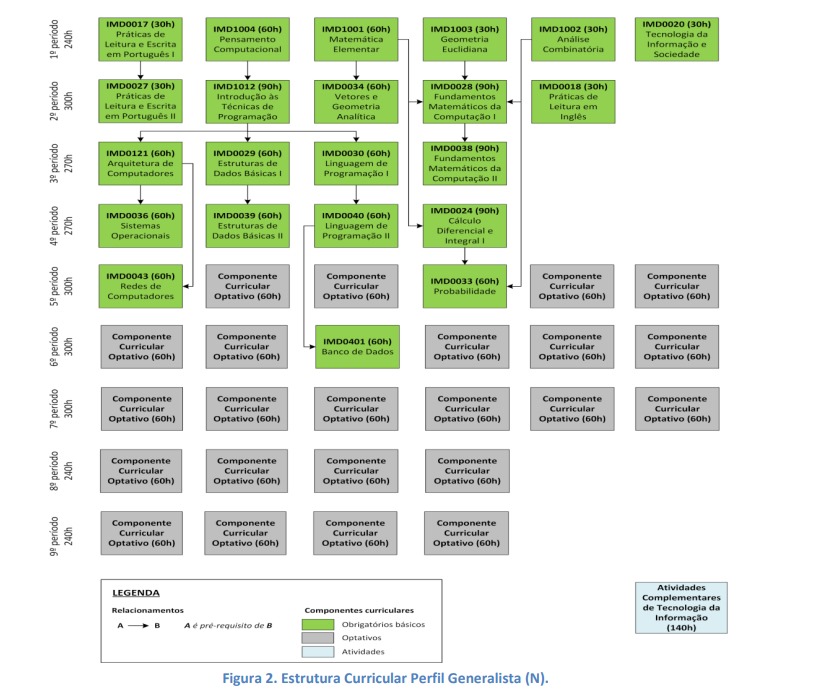 1º período
240h
IMD0017 (30h)
Práticas de
Leitura e Escrita
em Português I
IMD1004 (60h)
Pensamento
Computacional
IMD1001 (60h)
Matemática
Elementar
IMD1003 (30h)
Geometria
Euclidiana
IMD1002 (30h)
Análise
Combinatória
IMD0020 (30h)
Tecnologia da
Informação e
Sociedade
2º período
300h
IMD0027 (30h)
Práticas de
Leitura e Escrita
em Português II
IMD1012 (90h)
Introdução às
Técnicas de
Programação
IMD0034 (60h)
Vetores e
Geometria
Analítica
IMD0028 (90h)
Fundamentos
Matemáticos da
Computação I
IMD0018 (30h)
Práticas de
Leitura em
Inglês
3º período
270h
IMD0121 (60h)
Arquitetura de
Computadores
IMD0029 (60h)
Estruturas de
Dados Básicas I
IMD0030 (60h)
Linguagem de
Programação I
IMD0038 (90h)
Fundamentos
Matemáticos da
Computação II
4º período
270h
IMD0036 (60h)
Sistemas
Operacionais
IMD0039 (60h)
Estruturas de
Dados Básicas II
IMD0040 (60h)
Linguagem de
Programação II
IMD0024 (90h)
Cálculo
Diferencial e
Integral I
5º período
300h
IMD0043 (60h)
Redes de
Computadores
Componente
Curricular
Optativo (60h)
Componente
Curricular
Optativo (60h)
IMD0033 (60h)
Probabilidade
Componente
Curricular
Optativo (60h)
Componente
Curricular
Optativo (60h)
6º período
300h
Componente
Curricular
Optativo (60h)
Componente
Curricular
Optativo (60h)
IMD0401 (60h)
Banco de Dados
Componente
Curricular
Optativo (60h)
Componente
Curricular
Optativo (60h)
Componente
Curricular
Optativo (60h)
7º período
300h
Componente
Curricular
Optativo (60h)
Componente
Curricular
Optativo (60h)
Componente
Curricular
Optativo (60h)
Componente
Curricular
Optativo (60h)
Componente
Curricular
Optativo (60h)
Componente
Curricular
Optativo (60h)
8º período
240h
Componente
Curricular
Optativo (60h)
Componente
Curricular
Optativo (60h)
Componente
Curricular
Optativo (60h)
Componente
Curricular
Optativo (60h)
9º período
240h
Componente
Curricular
Optativo (60h)
Componente
Curricular
Optativo (60h)
Componente
Curricular
Optativo (60h)
Componente
Curricular
Optativo (60h)
LEGENDA
Relacionamentos
A → B A é pré-requisito de B
Componentes curriculares
Obrigatórios básicos
Optativos
Atividades
Atividades
Complementares
de Tecnologia da
Informação
(140h)
Figura 2. Estrutura Curricular Perfil Generalista (N).